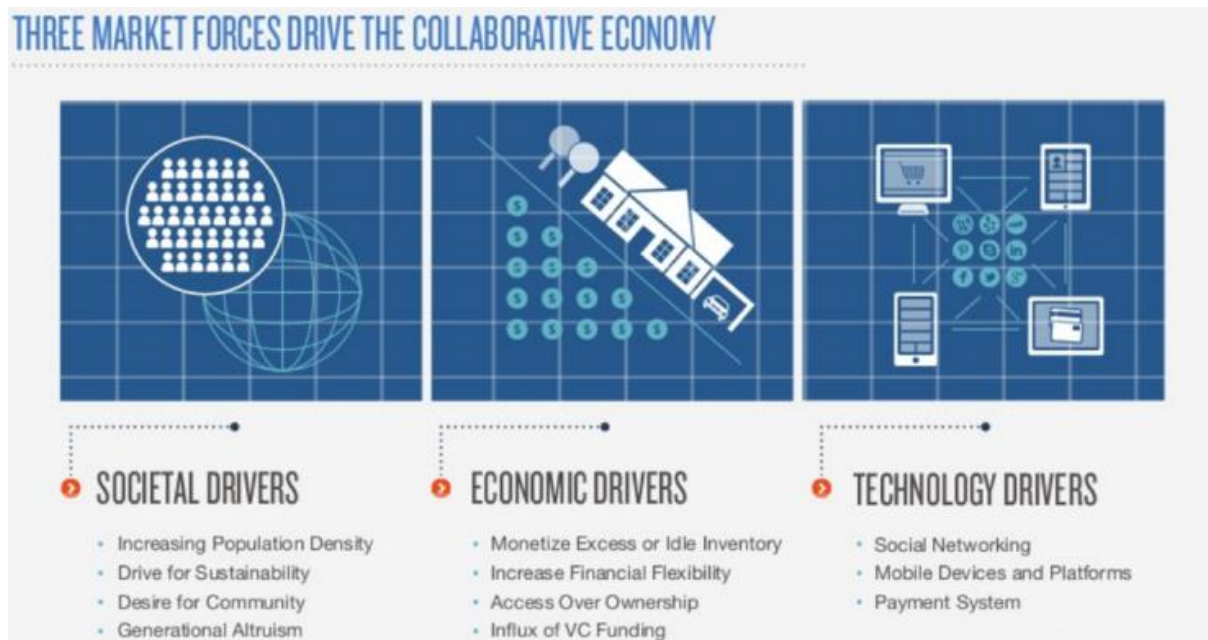 THREE MARKET FORCES DRIVE THE COLLABORATIVE ECONOMY
SOCIETAL DRIVERS
• Increasing Population Density
• Drive for Sustainability
• Desire for Community
• Generational Altruism
ECONOMIC DRIVERS
• Monetize Excess or Idle Inventory
• Increase Financial Flexibility
• Access Over Ownership
• Influx of VC Funding
TECHNOLOGY DRIVERS
• Social Networking
• Mobile Devices and Platforms
• Payment System